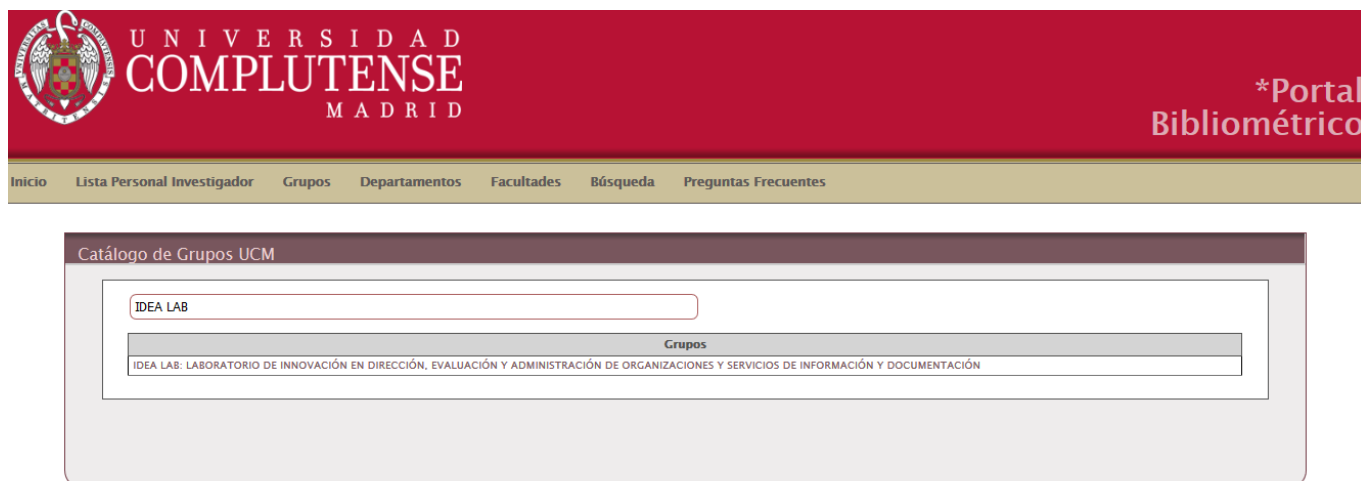 UNIVERSIDAD
COMPLUTENSE
MADRID
*Portal
Bibliométrico
Inicio Lista Personal Investigador Grupos Departamentos Facultades Búsqueda Preguntas Frecuentes
Catálogo de Grupos UCM
IDEA LAB
Grupos
IDEA LAB: LABORATORIO DE INNOVACIÓN EN DIRECCIÓN, EVALUACIÓN Y ADMINISTRACIÓN DE ORGANIZACIONES Y SERVICIOS DE INFORMACIÓN Y DOCUMENTACIÓN